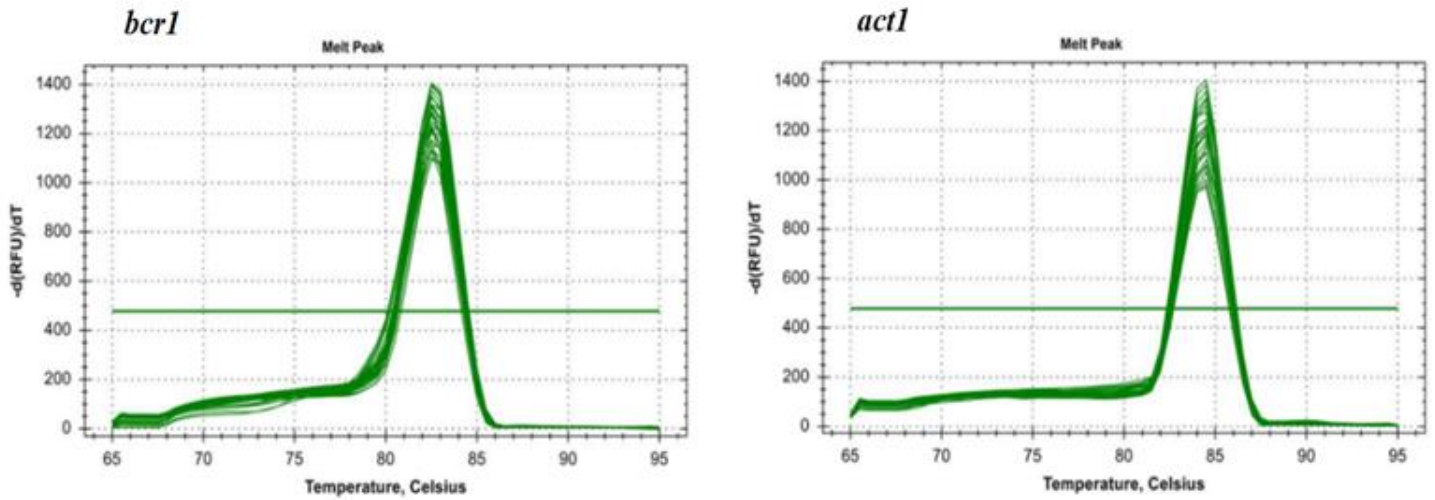 bcr1
Melt Peak
1400
1200
1000
800
600
400
200
0
-d(RFU)/dT
65 70 75 80 85 90 95
Temperature, Celsius
act1
Melt Peak
1400
1200
1000
800
600
400
200
0
-d(RFU)/dT
65 70 75 80 85 90 95
Temperature, Celsius